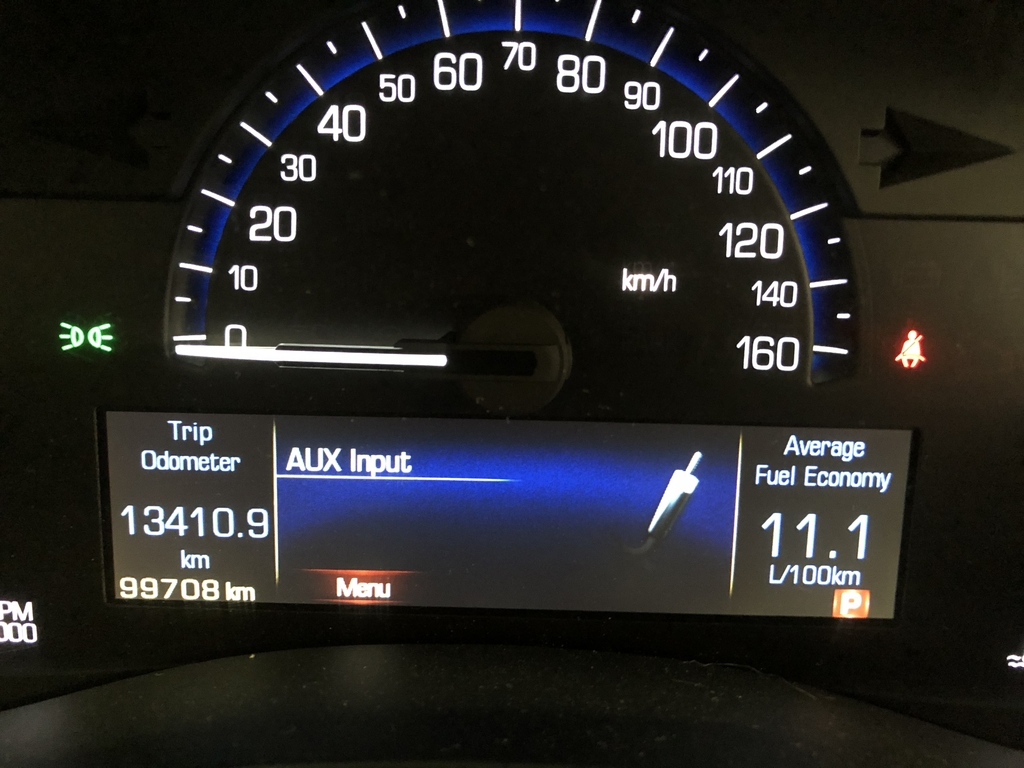 70
60
80
50
90
40
100
30
110
20
120
10
km/h
140
0
160
Trip
Odometer
13410.9
km
99708 km
AUX Input
Menu
Average
Fuel Economy
11.1
L/100km
P
PM
000